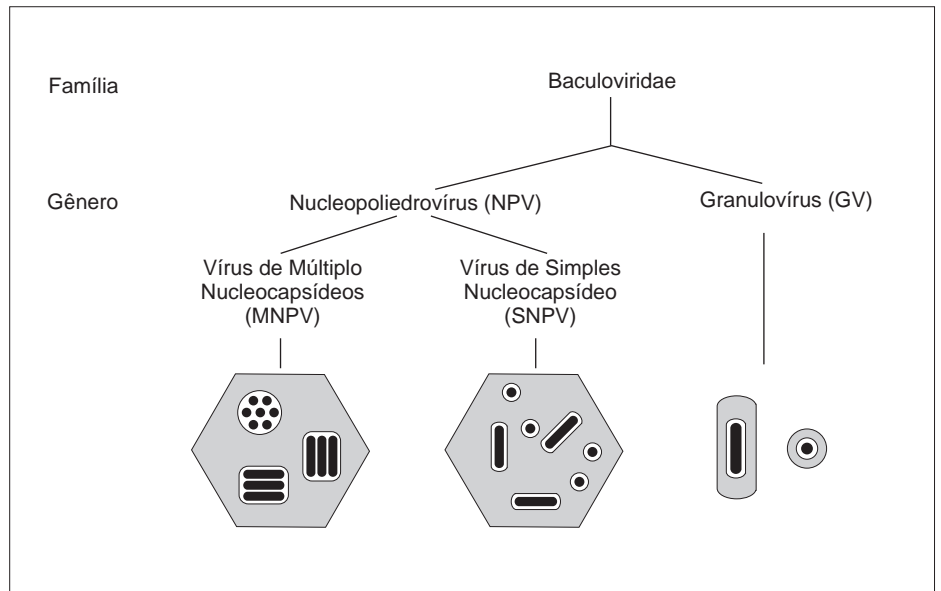 Família
Baculoviridae
Gênero
Nucleopoliedrovírus (NPV)
Granulovírus (GV)
Vírus de Múltiplo
Nucleocapsídeos
(MNPV)
Vírus de Simples
Nucleocapsídeo
(SNPV)